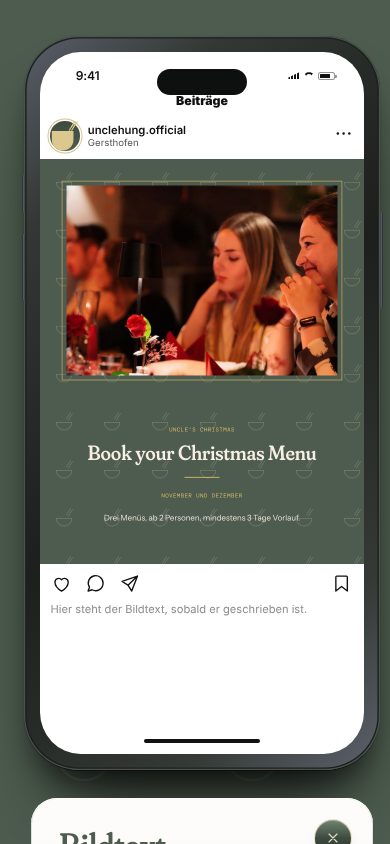 9:41
Beiträge
unclehung.official
Gersthofen
UNCLE'S CHRISTMAS
Book your Christmas Menu
NOVEMBER UND DEZEMBER
Drei Menüs, ab 2 Personen, mindestens 3 Tage Vorlauf.
Hier steht der Bildtext, sobald er geschrieben ist.
Bildtext